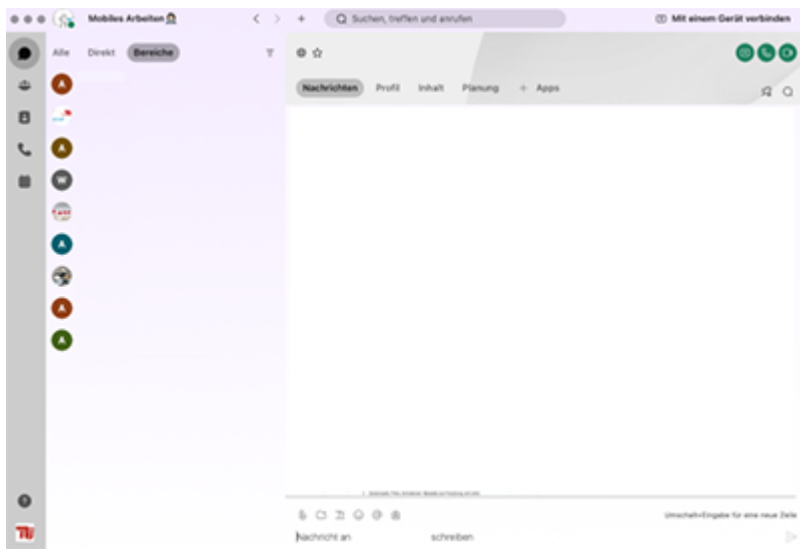 Mobiles Arbeiten
Suchen, treffen und anrufen
Mit einem Gerät verbinden
Alle Direkt Bereiche
Nachrichten Profil Inhalt Planung + Apps
A
A
W
A
A
A
Umschalt+Eingabe für eine neue Zeile
Nachricht an schreiben